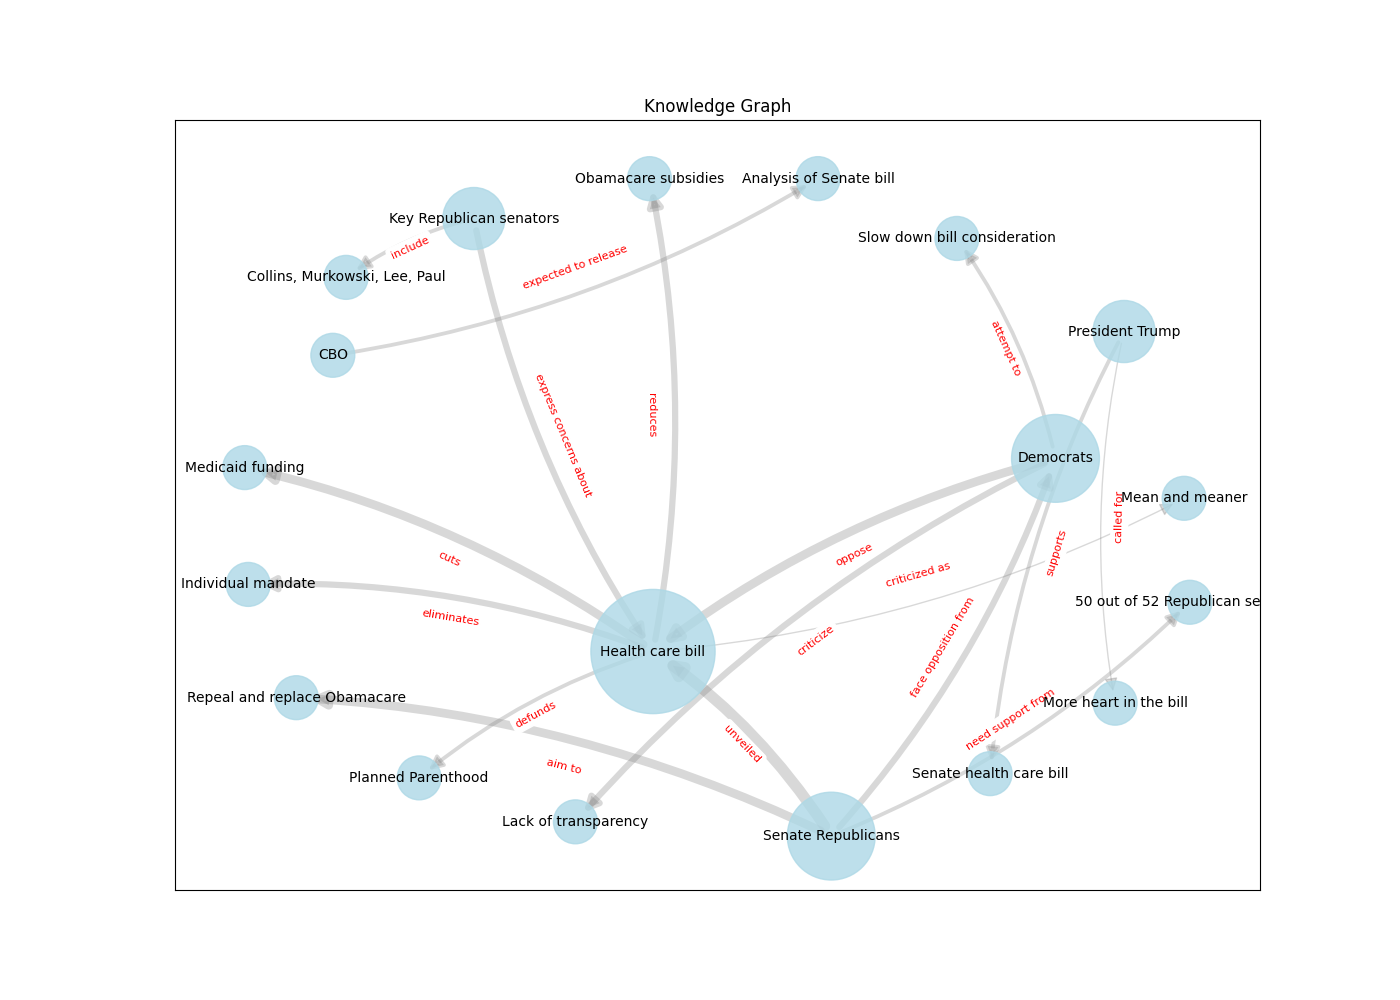 Knowledge Graph
Obamacare subsidies
Analysis of Senate bill
Key Republican senators
Slow down bill consideration
include
expected to release
Collins, Murkowski, Lee, Paul
President Trump
CBO
attempt to
reduces
express concerns about
Democrats
Medicaid funding
Mean and meaner
called for
supports
oppose
cuts
criticized as
Individual mandate
50 out of 52 Republican se
eliminates
criticize
face opposition from
Health care bill
Repeal and replace Obamacare
More heart in the bill
defunds
need support from
unveiled
aim to
Senate health care bill
Planned Parenthood
Lack of transparency
Senate Republicans